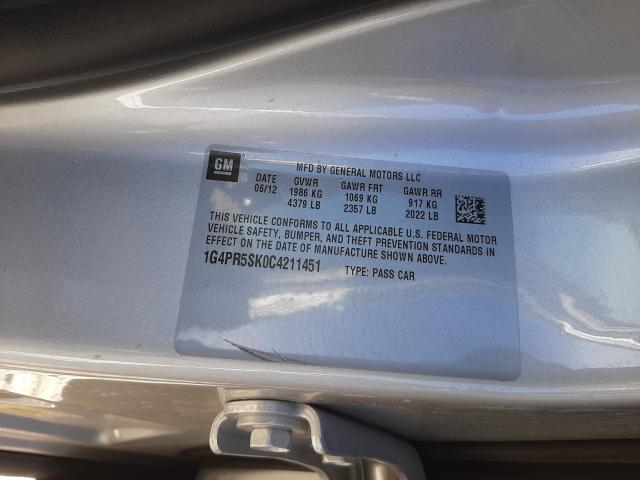 GM
MFD BY GENERAL MOTORS LLC
DATE GVWR GAWR FRT GAWR RR
06/12 1986 KG 1069 KG 917 KG
4379 LB 2357 LB 2022 LB
THIS VEHICLE CONFORMS TO ALL APPLICABLE U.S. FEDERAL MOTOR
VEHICLE SAFETY, BUMPER, AND THEFT PREVENTION STANDARDS IN
EFFECT ON THE DATE OF MANUFACTURE SHOWN ABOVE.
1G4PR5SK0C4211451 TYPE: PASS CAR